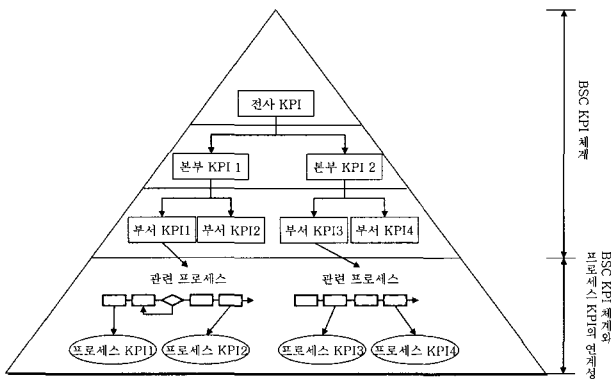 전사 KPI
본부 KPI 1
본부 KPI 2
부서 KPI1
부서 KPI2
부서 KPI3
부서 KPI4
관련 프로세스
관련 프로세스
프로세스 KPI1
프로세스 KPI2
프로세스 KPI3
프로세스 KPI4
BSC KPI 체계
BSC KPI 체계와
프로세스 KPI의 연계성